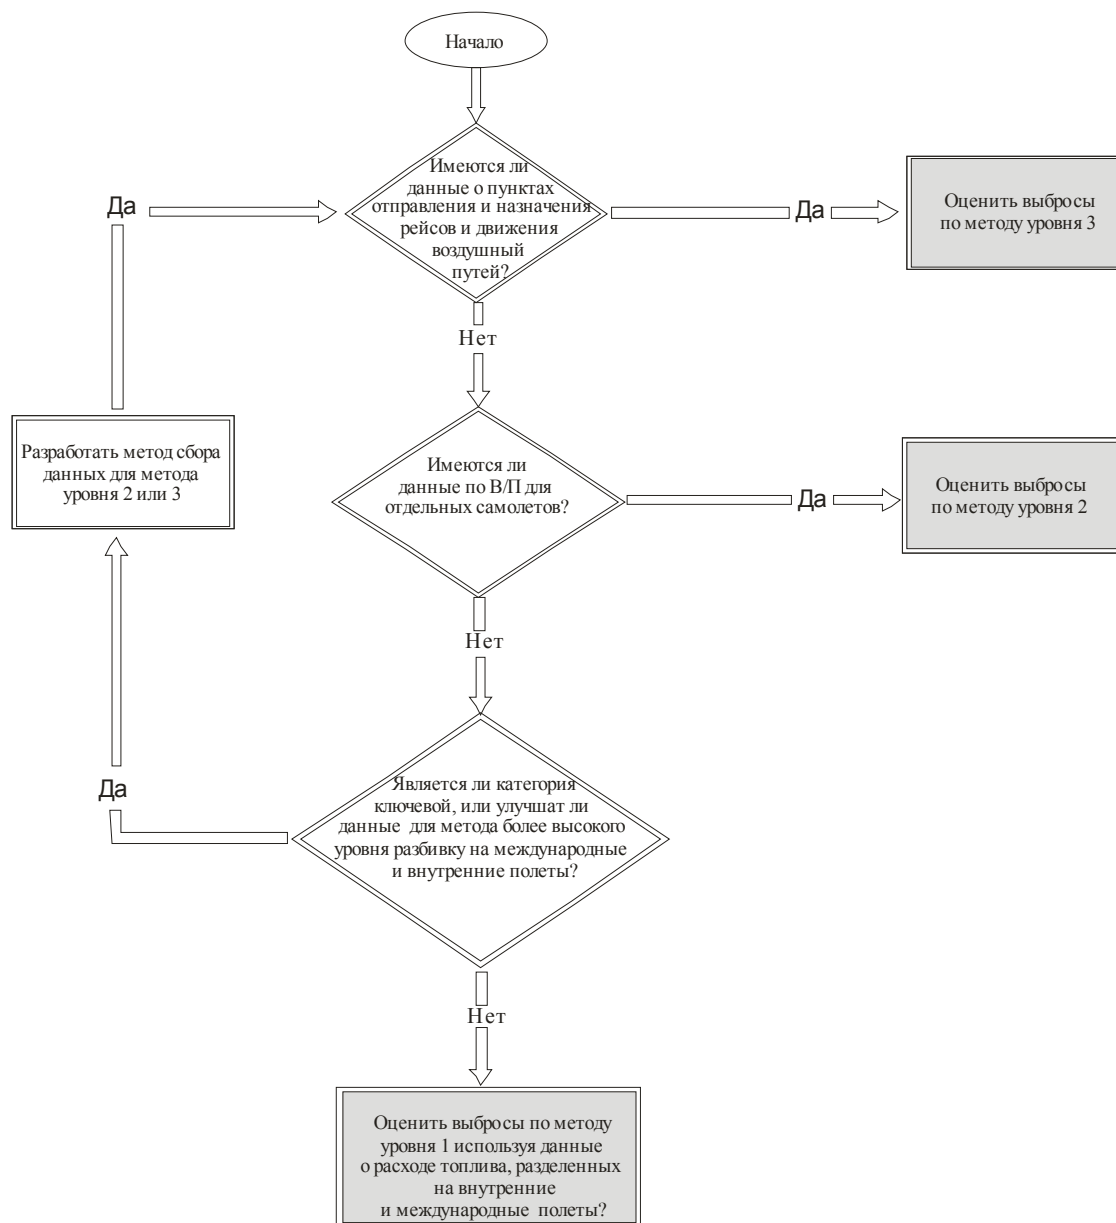 Начало
Имеются ли
данные о пунктах
отправления и назначения
рейсов и движения
воздушный
путей?
Да
Оценить выбросы
по методу уровня 3
Да
Нет
Разработать метод сбора
данных для метода
уровня 2 или 3
Имеются ли
данные по В/П для
отдельных самолетов?
Да
Оценить выбросы
по методу уровня 2
Нет
Является ли категория
ключевой, или улучшат ли
данные для метода более высокого
уровня разбивку на международные
и внутренние полеты?
Да
Нет
Оценить выбросы по методу
уровня 1 используя данные
о расходе топлива, разделенных
на внутренние
и международные полеты?